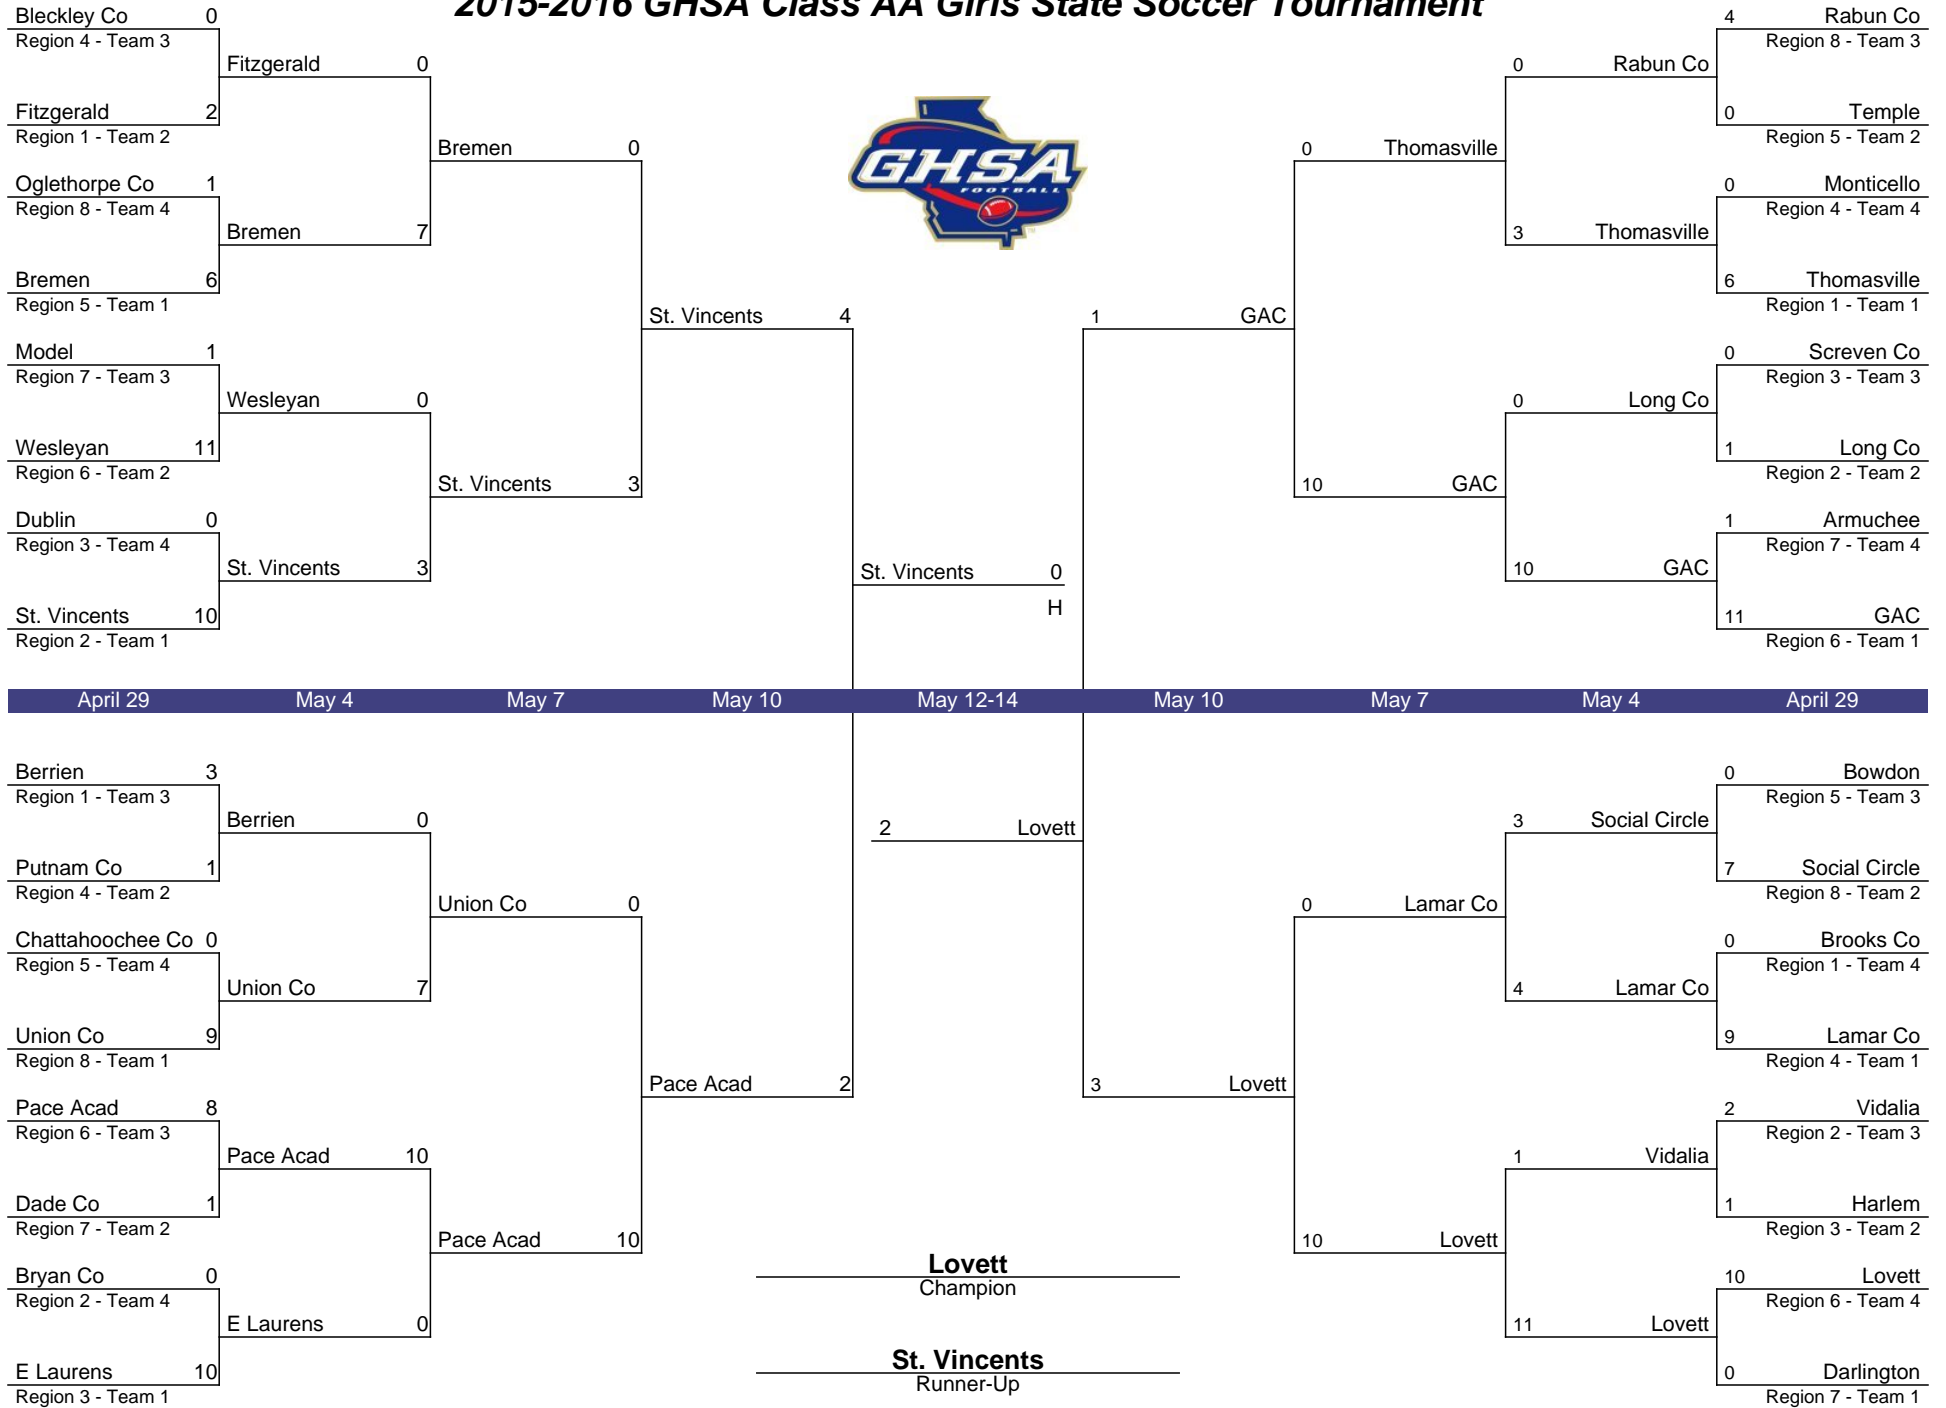 2015-2016 GHSA Class AA Girls State Soccer Tournament
Bleckley Co 0
Region 4 - Team 3
Fitzgerald 2
Region 1 - Team 2
Oglethorpe Co 1
Region 8 - Team 4
Bremen 6
Region 5 - Team 1
Model 1
Region 7 - Team 3
Wesleyan 11
Region 6 - Team 2
Dublin 0
Region 3 - Team 4
St. Vincents 10
Region 2 - Team 1
Fitzgerald 0
Bremen 7
Wesleyan 0
St. Vincents 3
Bremen 0
St. Vincents 3
St. Vincents 4
St. Vincents 0
H
GHSA
FOOTBALL
1 GAC
0 Thomasville
10 GAC
0 Rabun Co
3 Thomasville
0 Long Co
10 GAC
4 Rabun Co
Region 8 - Team 3
0 Temple
Region 5 - Team 2
0 Monticello
Region 4 - Team 4
6 Thomasville
Region 1 - Team 1
0 Screven Co
Region 3 - Team 3
1 Long Co
Region 2 - Team 2
1 Armuchee
Region 7 - Team 4
11 GAC
Region 6 - Team 1
April 29 May 4 May 7 May 10 May 12-14 May 10 May 7 May 4 April 29
Berrien 3
Region 1 - Team 3
Putnam Co 1
Region 4 - Team 2
Chattahoochee Co 0
Region 5 - Team 4
Union Co 9
Region 8 - Team 1
Pace Acad 8
Region 6 - Team 3
Dade Co 1
Region 7 - Team 2
Bryan Co 0
Region 2 - Team 4
E Laurens 10
Region 3 - Team 1
Berrien 0
Union Co 7
Pace Acad 10
E Laurens 0
Union Co 0
Pace Acad 10
Pace Acad 2
2 Lovett
3 Lovett
0 Lamar Co
10 Lovett
3 Social Circle
4 Lamar Co
1 Vidalia
11 Lovett
0 Bowdon
Region 5 - Team 3
7 Social Circle
Region 8 - Team 2
0 Brooks Co
Region 1 - Team 4
9 Lamar Co
Region 4 - Team 1
2 Vidalia
Region 2 - Team 3
1 Harlem
Region 3 - Team 2
10 Lovett
Region 6 - Team 4
0 Darlington
Region 7 - Team 1
Lovett
Champion
St. Vincents
Runner-Up